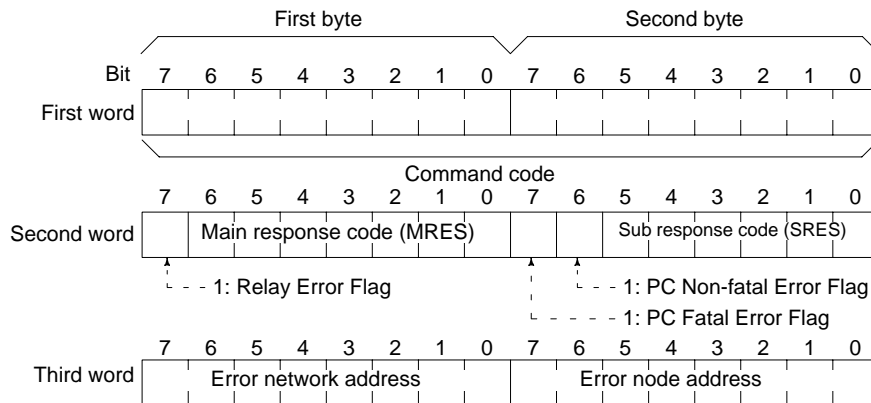 First byte Second byte
Bit 7 6 5 4 3 2 1 0 7 6 5 4 3 2 1 0
First word
Command code
7 6 5 4 3 2 1 0 7 6 5 4 3 2 1 0
Second word Main response code (MRES) Sub response code (SRES)
1: Relay Error Flag 1: PC Non-fatal Error Flag
1: PC Fatal Error Flag
7 6 5 4 3 2 1 0 7 6 5 4 3 2 1 0
Third word Error network address Error node address